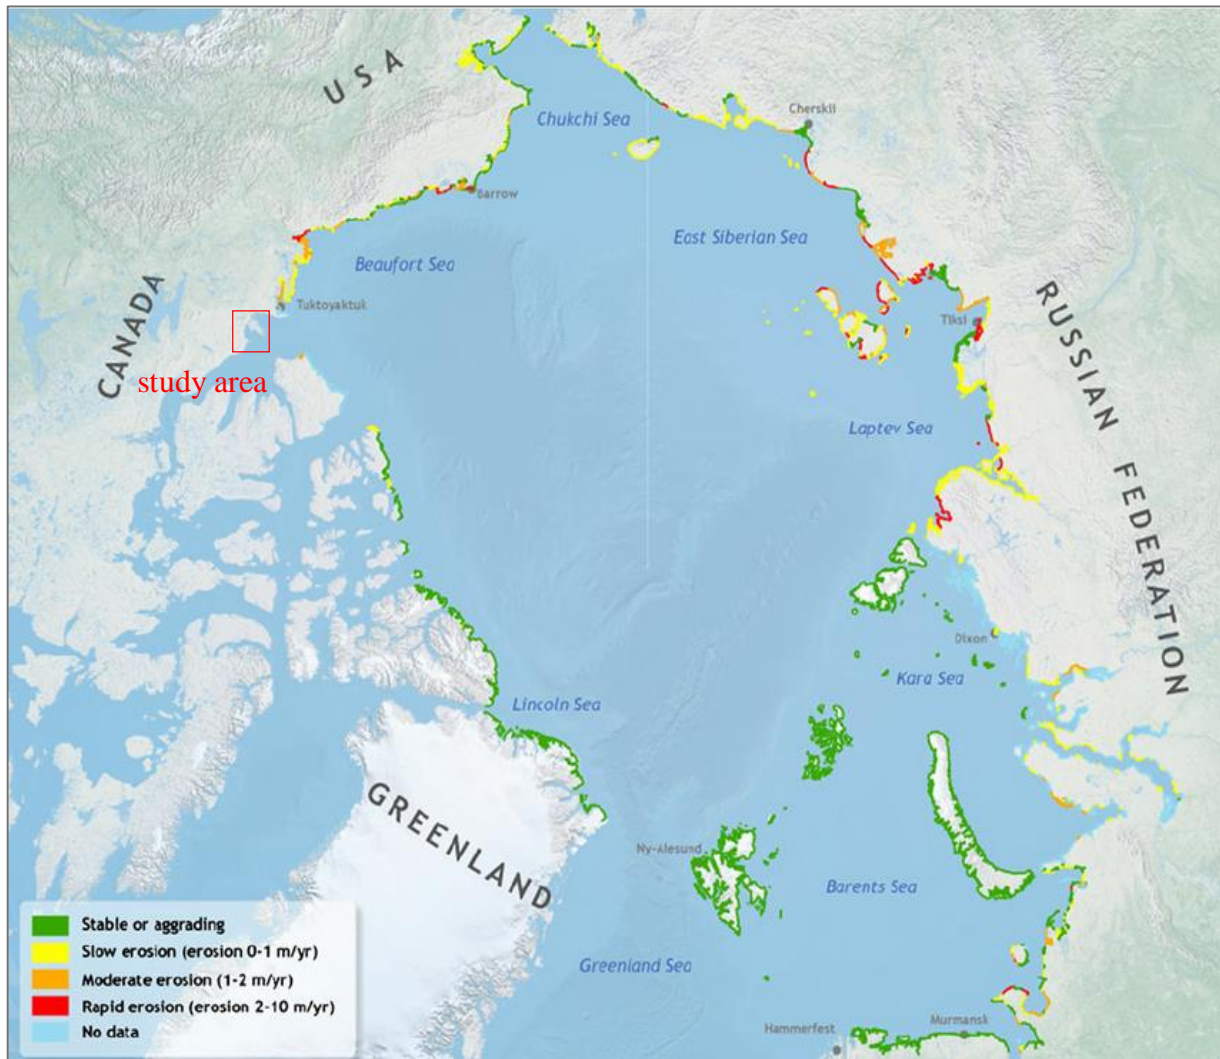 USA
Chukchi Sea
Cherskii
Barrow
East Siberian Sea
Beaufort Sea
CANADA
Tuktoyaktuk
study area
RUSSIAN FEDERATION
Tiksi
Laptev Sea
Dixon
Kara Sea
Lincoln Sea
GREENLAND
Ny-Alesund
Barents Sea
Greenland Sea
Hammerfest
Murmansk
Stable or aggrading
Slow erosion (erosion 0-1 m/yr)
Moderate erosion (1-2 m/yr)
Rapid erosion (erosion 2-10 m/yr)
No data